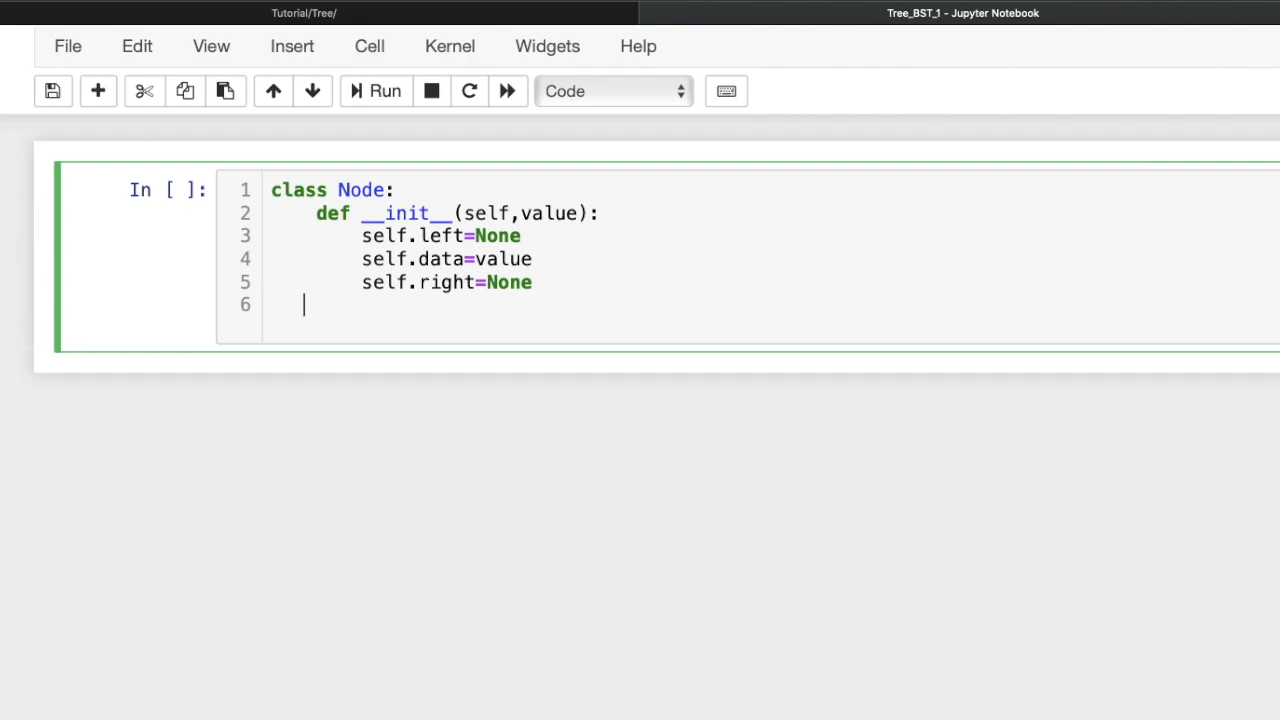 Tutorial/Tree/
Tree_BST_1 - Jupyter Notebook
File Edit View Insert Cell Kernel Widgets Help
Run Code
In [ ]:
1 class Node:
2 def __init__(self,value):
3 self.left=None
4 self.data=value
5 self.right=None
6